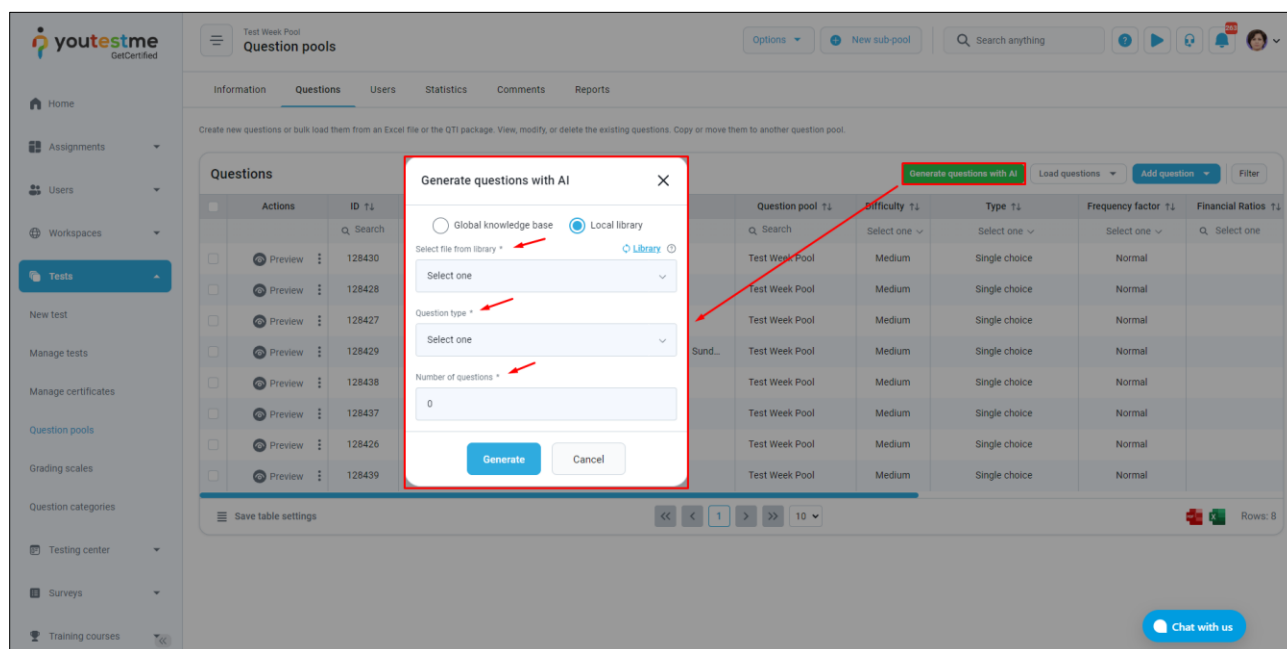 youtestme
GetCertified
Test Week Pool
Question pools
Options
New sub-pool
Search anything
Home
Assignments
Users
Workspaces
Tests
New test
Manage tests
Manage certificates
Question pools
Grading scales
Question categories
Testing center
Surveys
Training courses
Information Questions Users Statistics Comments Reports
Create new questions or bulk load them from an Excel file or the QTI package. View, modify, or delete the existing questions. Copy or move them to another question pool.
Questions
Generate questions with AI Load questions Add question Filter
Actions ID Question pool Difficulty Type Frequency factor Financial Ratios
Search Search Select one Select one Select one Select one
Preview 128430 Test Week Pool Medium Single choice Normal
Preview 128428 Test Week Pool Medium Single choice Normal
Preview 128427 Test Week Pool Medium Single choice Normal
Preview 128429 Sund... Test Week Pool Medium Single choice Normal
Preview 128438 Test Week Pool Medium Single choice Normal
Preview 128437 Test Week Pool Medium Single choice Normal
Preview 128426 Test Week Pool Medium Single choice Normal
Preview 128439 Test Week Pool Medium Single choice Normal
Save table settings
1
10
Rows: 8
Generate questions with AI
Global knowledge base Local library
Select file from library * Library
Select one
Question type *
Select one
Number of questions *
0
Generate Cancel
Chat with us